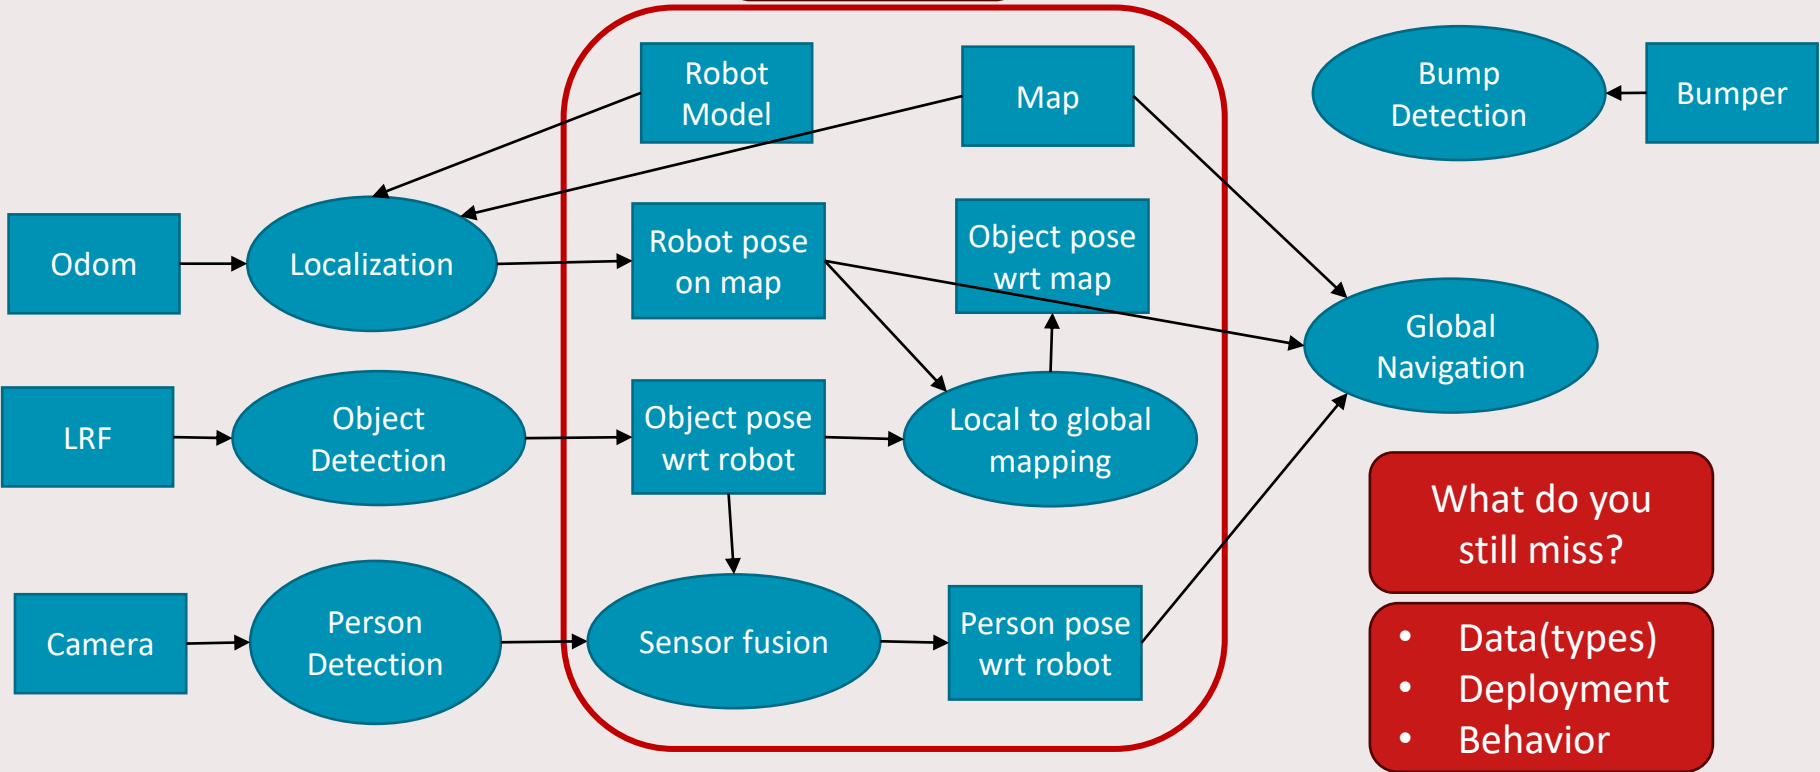 Robot
Model
Map
Bump
Detection
Bumper
Odom
Localization
Robot pose
on map
Object pose
wrt map
Global
Navigation
LRF
Object
Detection
Object pose
wrt robot
Local to global
mapping
What do you
still miss?
Camera
Person
Detection
Sensor fusion
Person pose
wrt robot
• Data(types)
• Deployment
• Behavior